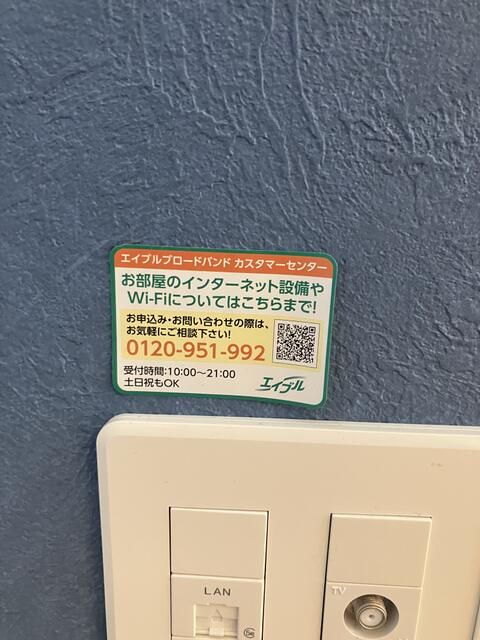 エイブルブロードバンド カスタマーセンター
お部屋のインターネット設備や
Wi-Fiについてはこちらまで!
お申込み・お問い合わせの際は、
お気軽にご相談下さい!
0120-951-992
受付時間:10:00～21:00
土日祝もOK
エイブル
LAN
TV
5e